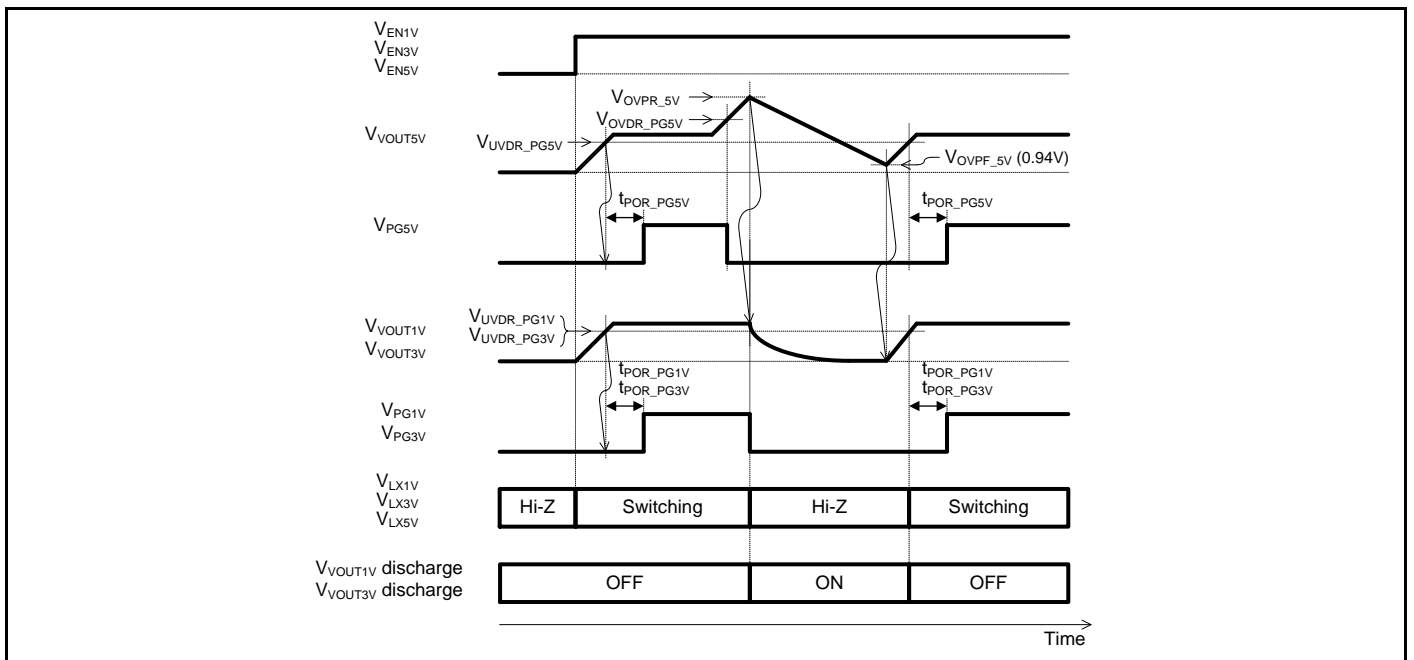 VEN1V
VEN3V
VEN5V
VOVPR_5V
VOVDR_PG5V
VVOUT5V
VUVDR_PG5V
VOVPF_5V (0.94V)
tPOR_PG5V
tPOR_PG5V
VPG5V
VUVDR_PG1V
VUVDR_PG3V
VVOUT1V
VVOUT3V
tPOR_PG1V
tPOR_PG3V
tPOR_PG1V
tPOR_PG3V
VPG1V
VPG3V
VLX1V
VLX3V
VLX5V
Hi-Z
Switching
Hi-Z
Switching
VVOUT1V discharge
VVOUT3V discharge
OFF
ON
OFF
Time